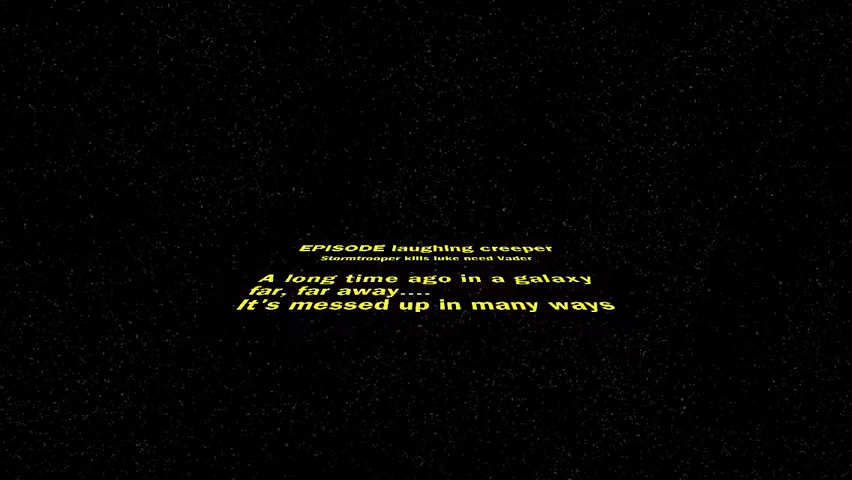 EPISODE laughing creeper
Stormtrooper kills luke need Vader
A long time ago in a galaxy
far, far away....
It's messed up in many ways